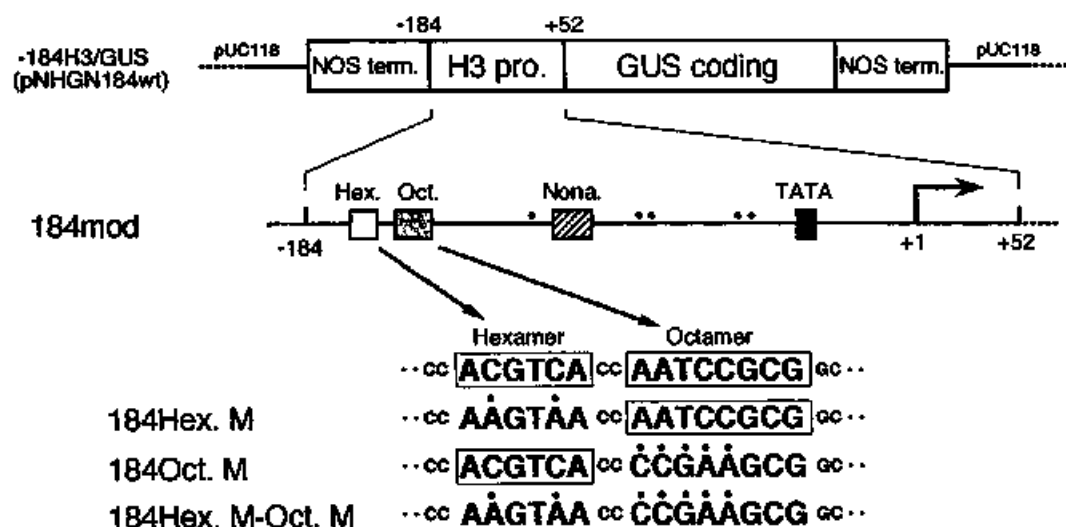 -184 +52
-184H3/GUS
(pNHGN184wt)
pUC118 NOS term. H3 pro. GUS coding NOS term. pUC118
Hex. Oct. Nona. TATA
184mod
-184 +1 +52
Hexamer Octamer
··CC ACGTCA CC AATCCGCG GC··
184Hex. M ··CC AAGTAA CC AATCCGCG GC··
184Oct. M ··CC ACGTCA CC CCGAAGCG GC··
184Hex. M-Oct. M ··CC AAGTAA CC CCGAAGCG GC··